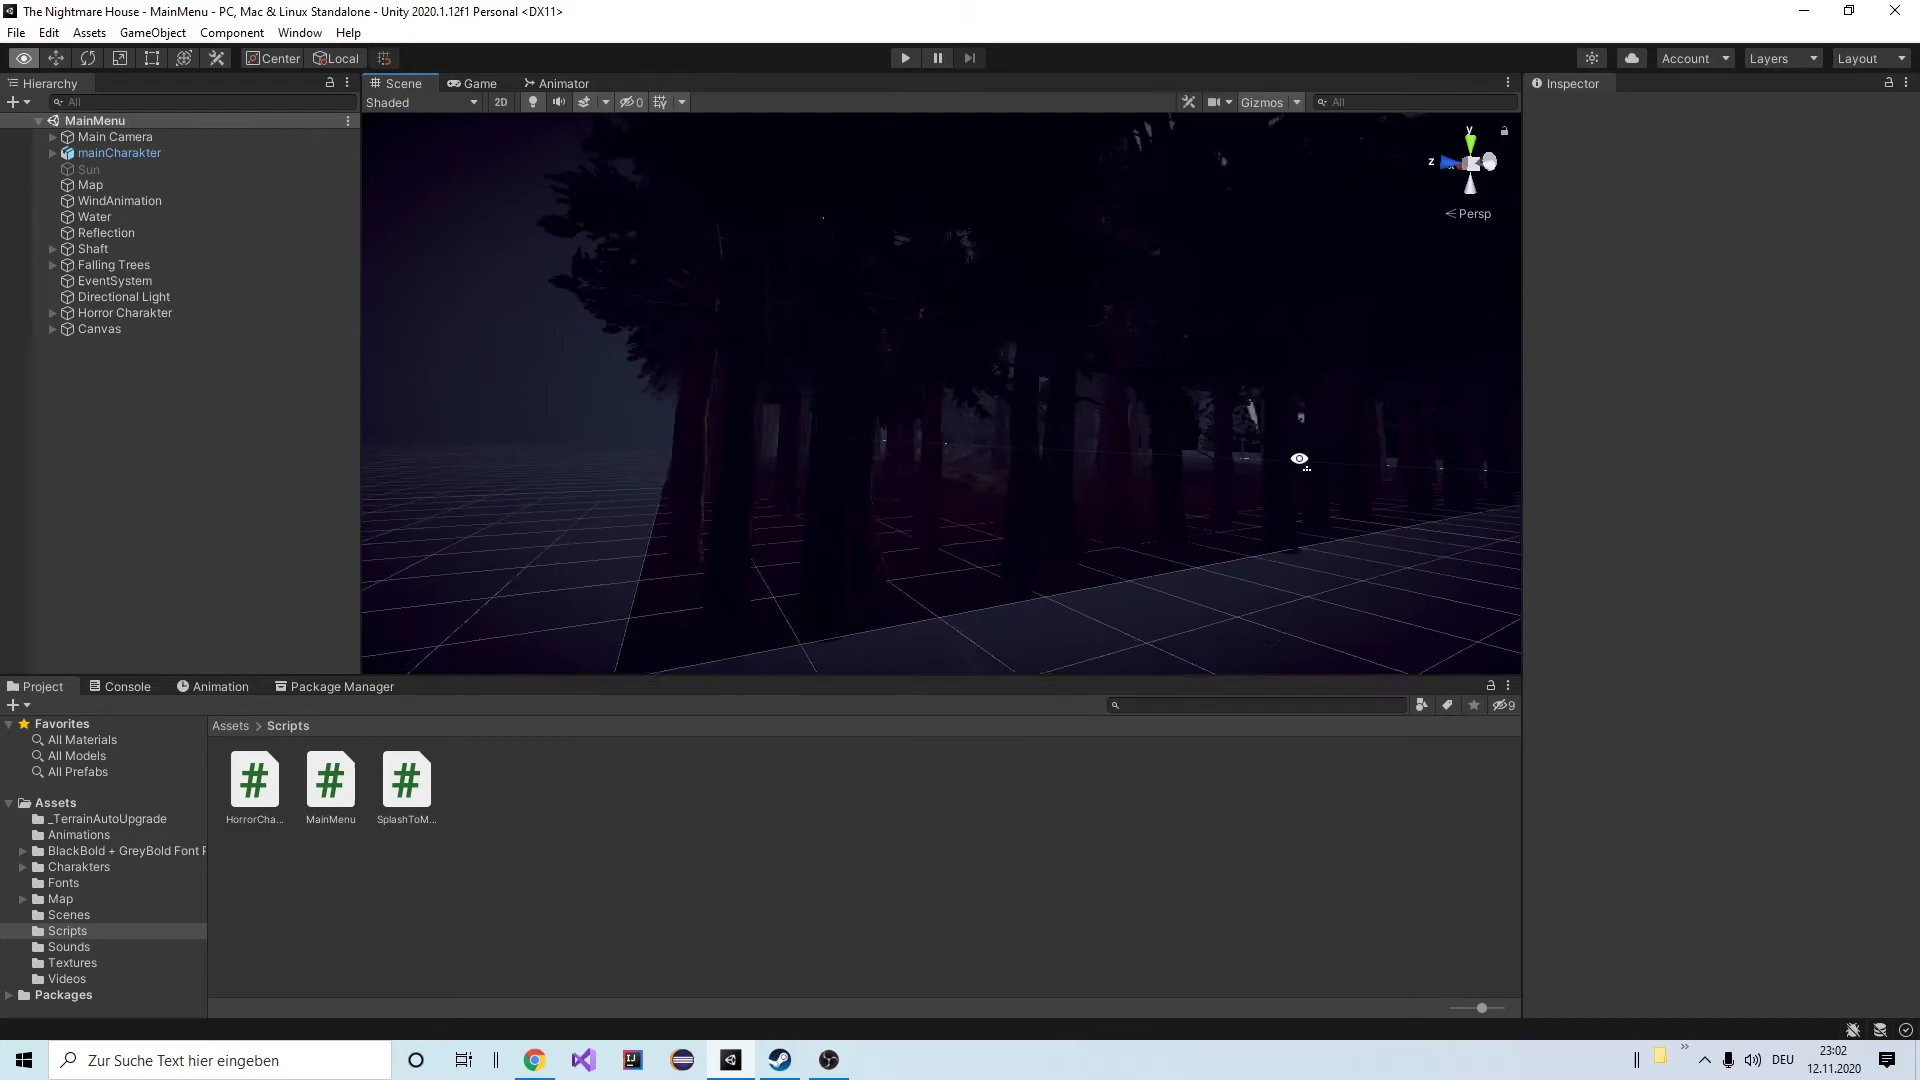 The Nightmare House - MainMenu - PC, Mac & Linux Standalone - Unity 2020.1.12f1 Personal <DX11>
File Edit Assets GameObject Component Window Help
Center Local Account Layers Layout
Hierarchy Scene Game Animator Inspector
All Shaded 2D 0 Gizmos All
MainMenu
Main Camera
mainCharakter
Sun
Map
WindAnimation
Water
Reflection
Shaft
Falling Trees
EventSystem
Directional Light
Horror Charakter
Canvas
y
z
x
Persp
Project Console Animation Package Manager
9
Favorites
All Materials
All Models
All Prefabs
Assets
_TerrainAutoUpgrade
Animations
BlackBold + GreyBold Font P
Charakters
Fonts
Map
Scenes
Scripts
Sounds
Textures
Videos
Packages
Assets > Scripts
# # #
HorrorCha... MainMenu SplashToM...
Zur Suche Text hier eingeben
IJ
DEU
23:02
12.11.2020